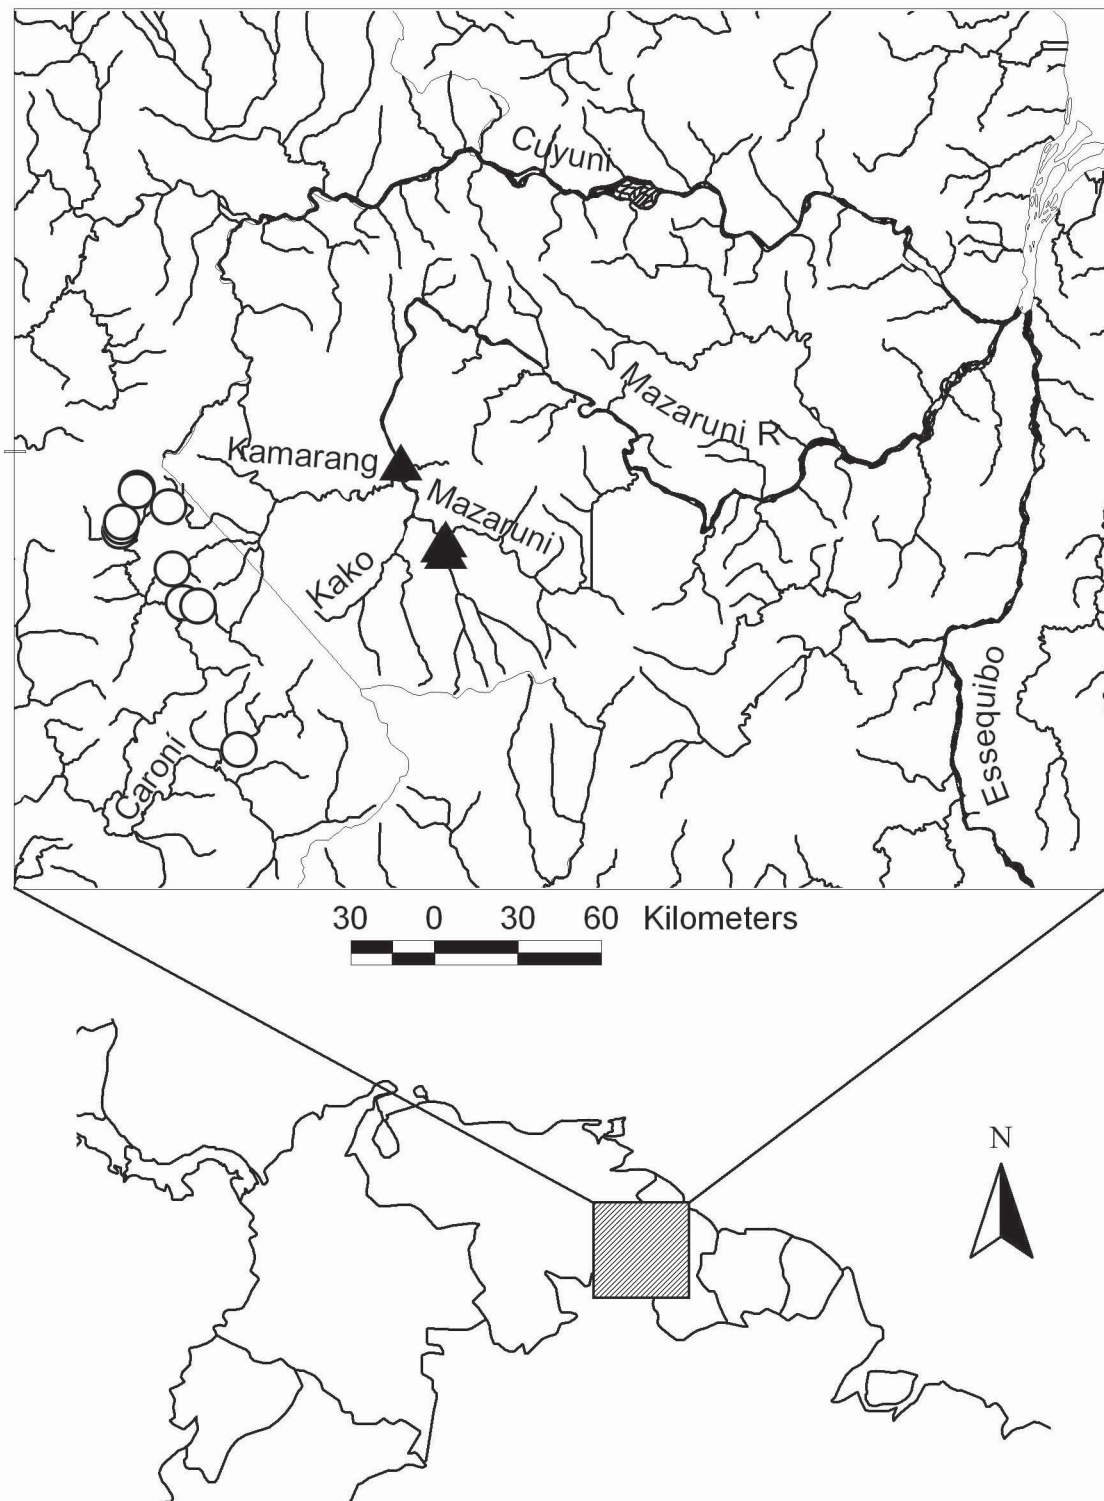 Cuyuni
Mazaruni R
Kamarang
Mazaruni
Kako
Essequibo
Caroni
30 0 30 60 Kilometers
N